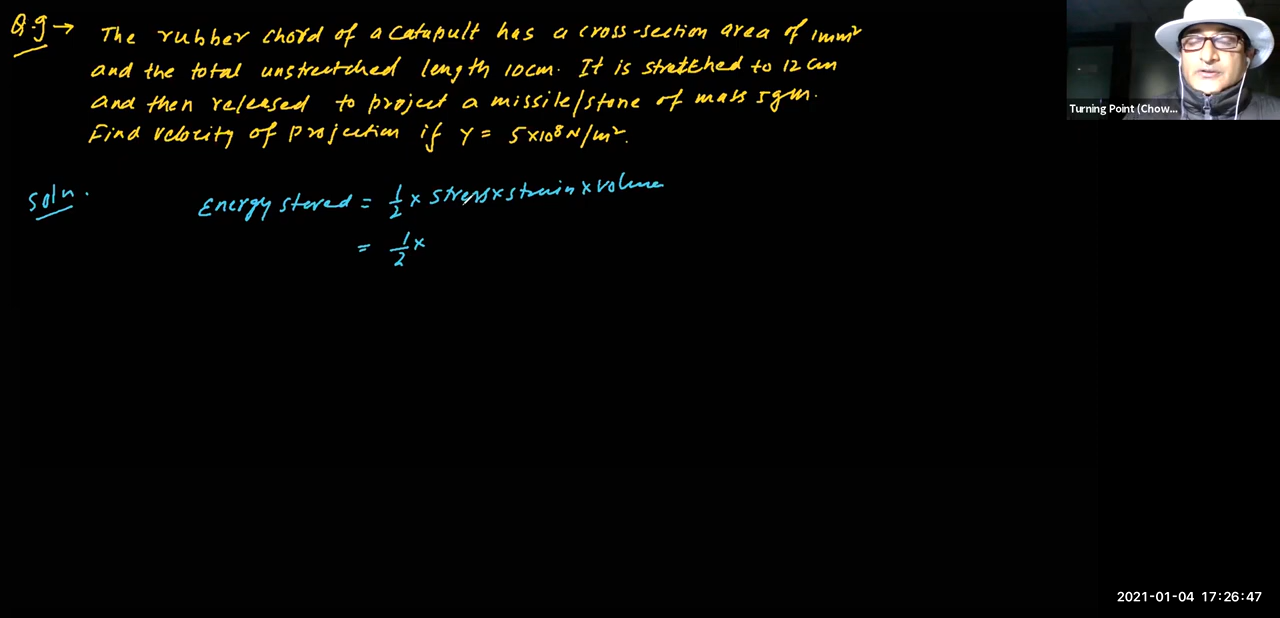 Q.9→ The rubber chord of a catapult has a cross-section area of 1mm²
and the total unstretched length 10cm. It is stretched to 12 cm
and then released to project a missile/stone of mass 5gm.
Find velocity of projection if Y = 5×10⁸ N/m².
Soln. Energy stored = 1/2 × stress×strain×volume
= 1/2 ×
Turning Point (Chow...
2021-01-04 17:26:47